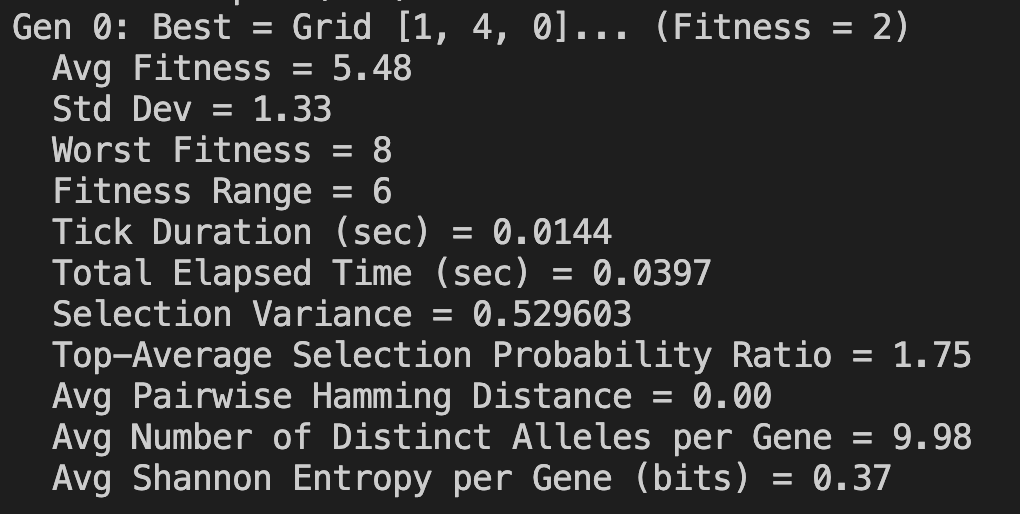 Gen 0: Best = Grid [1, 4, 0]... (Fitness = 2)
Avg Fitness = 5.48
Std Dev = 1.33
Worst Fitness = 8
Fitness Range = 6
Tick Duration (sec) = 0.0144
Total Elapsed Time (sec) = 0.0397
Selection Variance = 0.529603
Top-Average Selection Probability Ratio = 1.75
Avg Pairwise Hamming Distance = 0.00
Avg Number of Distinct Alleles per Gene = 9.98
Avg Shannon Entropy per Gene (bits) = 0.37